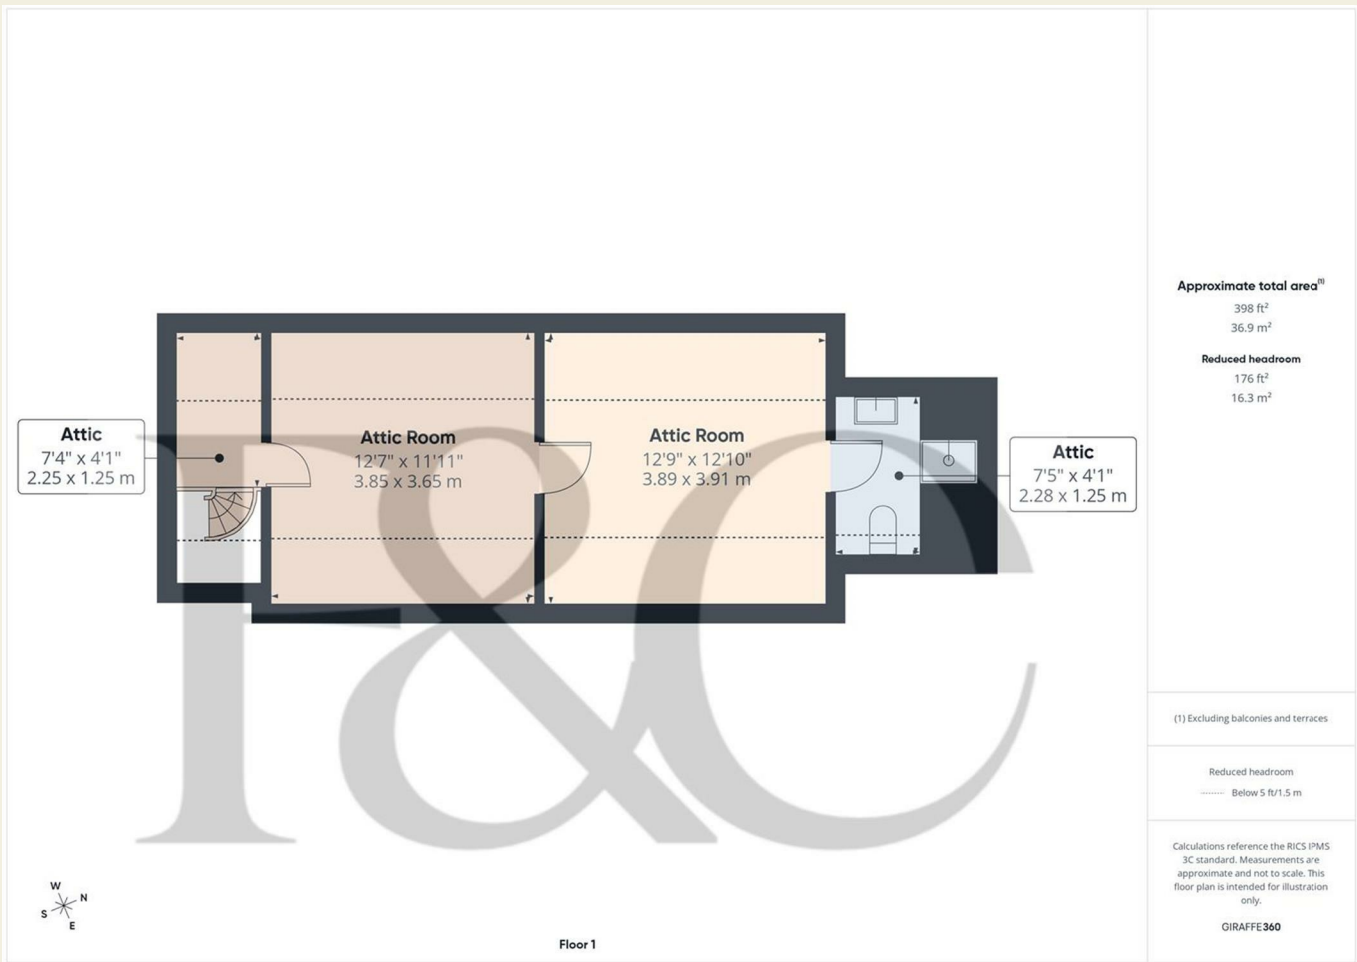 Attic
7'4" x 4'1"
2.25 x 1.25 m
Attic Room
12'7" x 11'11"
3.85 x 3.65 m
Attic Room
12'9" x 12'10"
3.89 x 3.91 m
Attic
7'5" x 4'1"
2.28 x 1.25 m
F&C
W
N
S
E
Floor 1
Approximate total area(1)
398 ft²
36.9 m²
Reduced headroom
176 ft²
16.3 m²
(1) Excluding balconies and terraces
Reduced headroom
Below 5 ft/1.5 m
Calculations reference the RICS IPMS
3C standard. Measurements are
approximate and not to scale. This
floor plan is intended for illustration
only.
GIRAFFE360